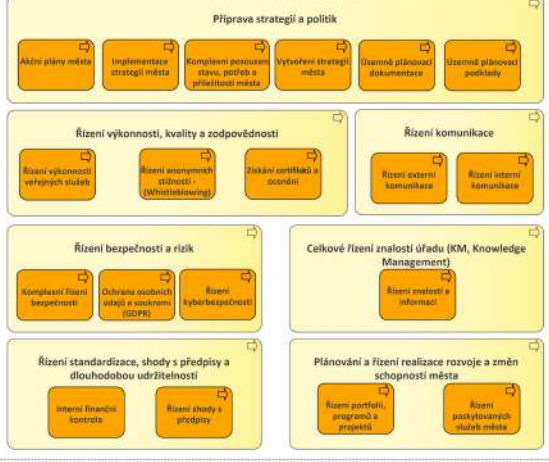 Příprava strategií a politik
Akční plány města
Implementace
strategií města
Komplexní posouzení
stavu, potřeb a
příležitostí města
Vytvoření strategií
města
Územně plánovací
dokumentace
Územně plánovací
podklady
Řízení výkonnosti, kvality a zodpovědnosti
Řízení výkonnosti
veřejných služeb
Řízení anonymních
stížností -
(Whistleblowing)
Získání certifikátů a
ocenění
Řízení komunikace
Řízení externí
komunikace
Řízení interní
komunikace
Řízení bezpečnosti a rizik
Komplexní řízení
bezpečnosti
Ochrana osobních
údajů a soukromí
(GDPR)
Řízení
kyberbezpečnosti
Celkové řízení znalostí úřadu (KM, Knowledge
Management)
Řízení znalostí a
informací
Řízení standardizace, shody s předpisy a
dlouhodobou udržitelností
Interní finanční
kontrola
Řízení shody s
předpisy
Plánování a řízení realizace rozvoje a změn
schopností města
Řízení portfolií,
programů a
projektů
Řízení
poskytovaných
služeb města